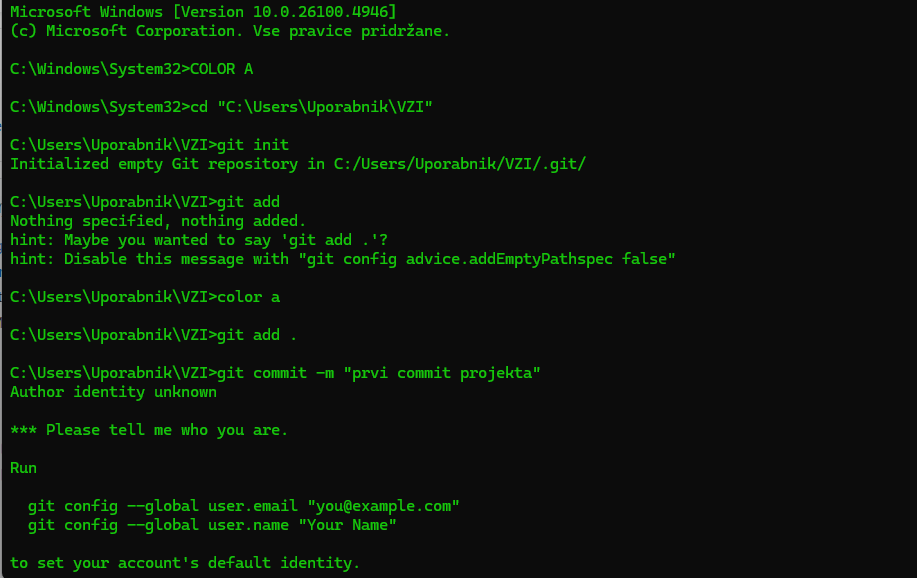 Microsoft Windows [Version 10.0.26100.4946]
(c) Microsoft Corporation. Vse pravice pridržane.
C:\Windows\System32>COLOR A
C:\Windows\System32>cd "C:\Users\Uporabnik\VZI"
C:\Users\Uporabnik\VZI>git init
Initialized empty Git repository in C:/Users/Uporabnik/VZI/.git/
C:\Users\Uporabnik\VZI>git add
Nothing specified, nothing added.
hint: Maybe you wanted to say 'git add .'?
hint: Disable this message with "git config advice.addEmptyPathspec false"
C:\Users\Uporabnik\VZI>color a
C:\Users\Uporabnik\VZI>git add .
C:\Users\Uporabnik\VZI>git commit -m "prvi commit projekta"
Author identity unknown
*** Please tell me who you are.
Run
git config --global user.email "you@example.com"
git config --global user.name "Your Name"
to set your account's default identity.